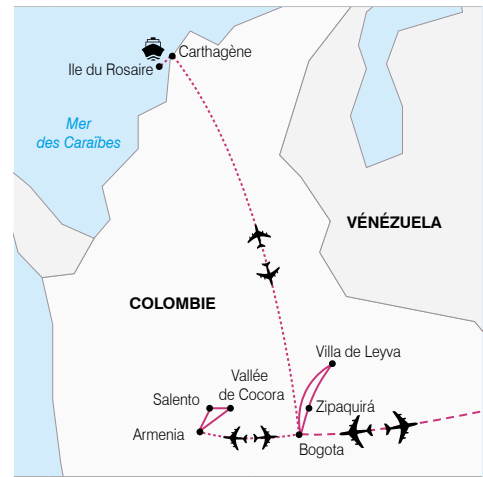 Carthagène
Ile du Rosaire
Mer
des Caraïbes
VÉNÉZUELA
COLOMBIE
Villa de Leyva
Vallée
de Cocora
Salento
Zipaquirá
Armenia
Bogota